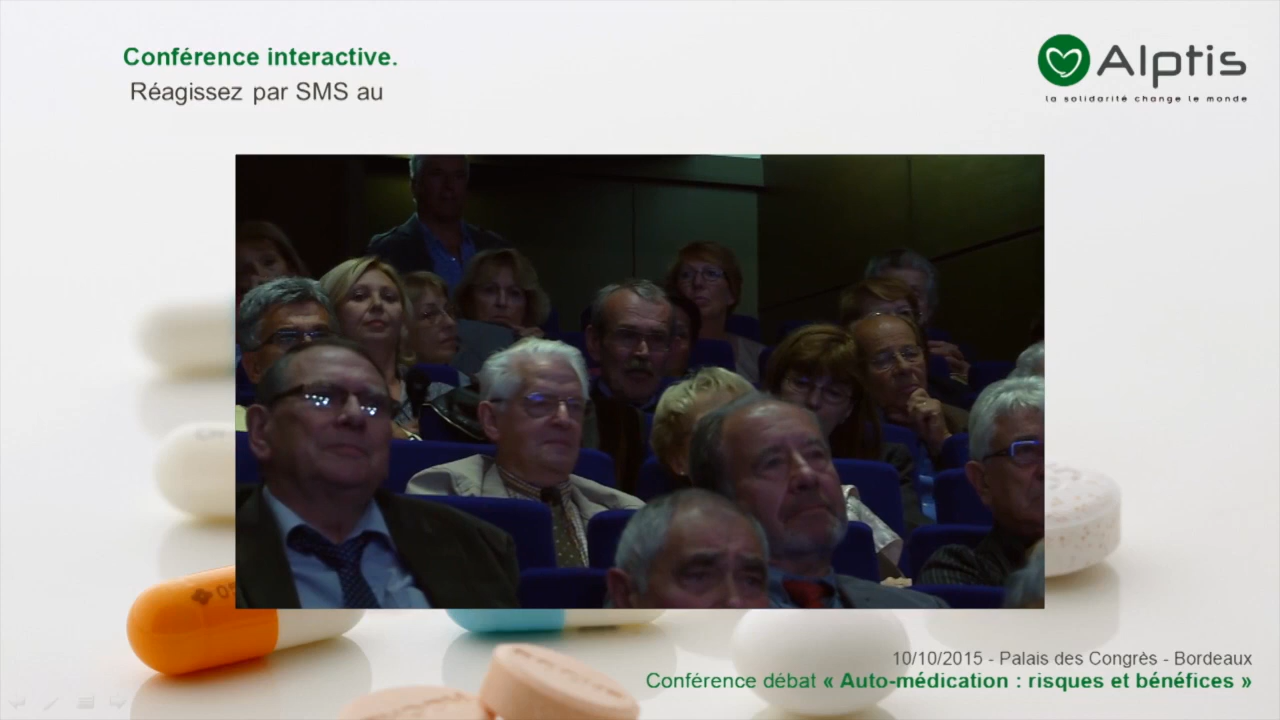 Conférence interactive.
Réagissez par SMS au
Alptis
la solidarité change le monde
10/10/2015 - Palais des Congrès - Bordeaux
Conférence débat « Auto-médication : risques et bénéfices »